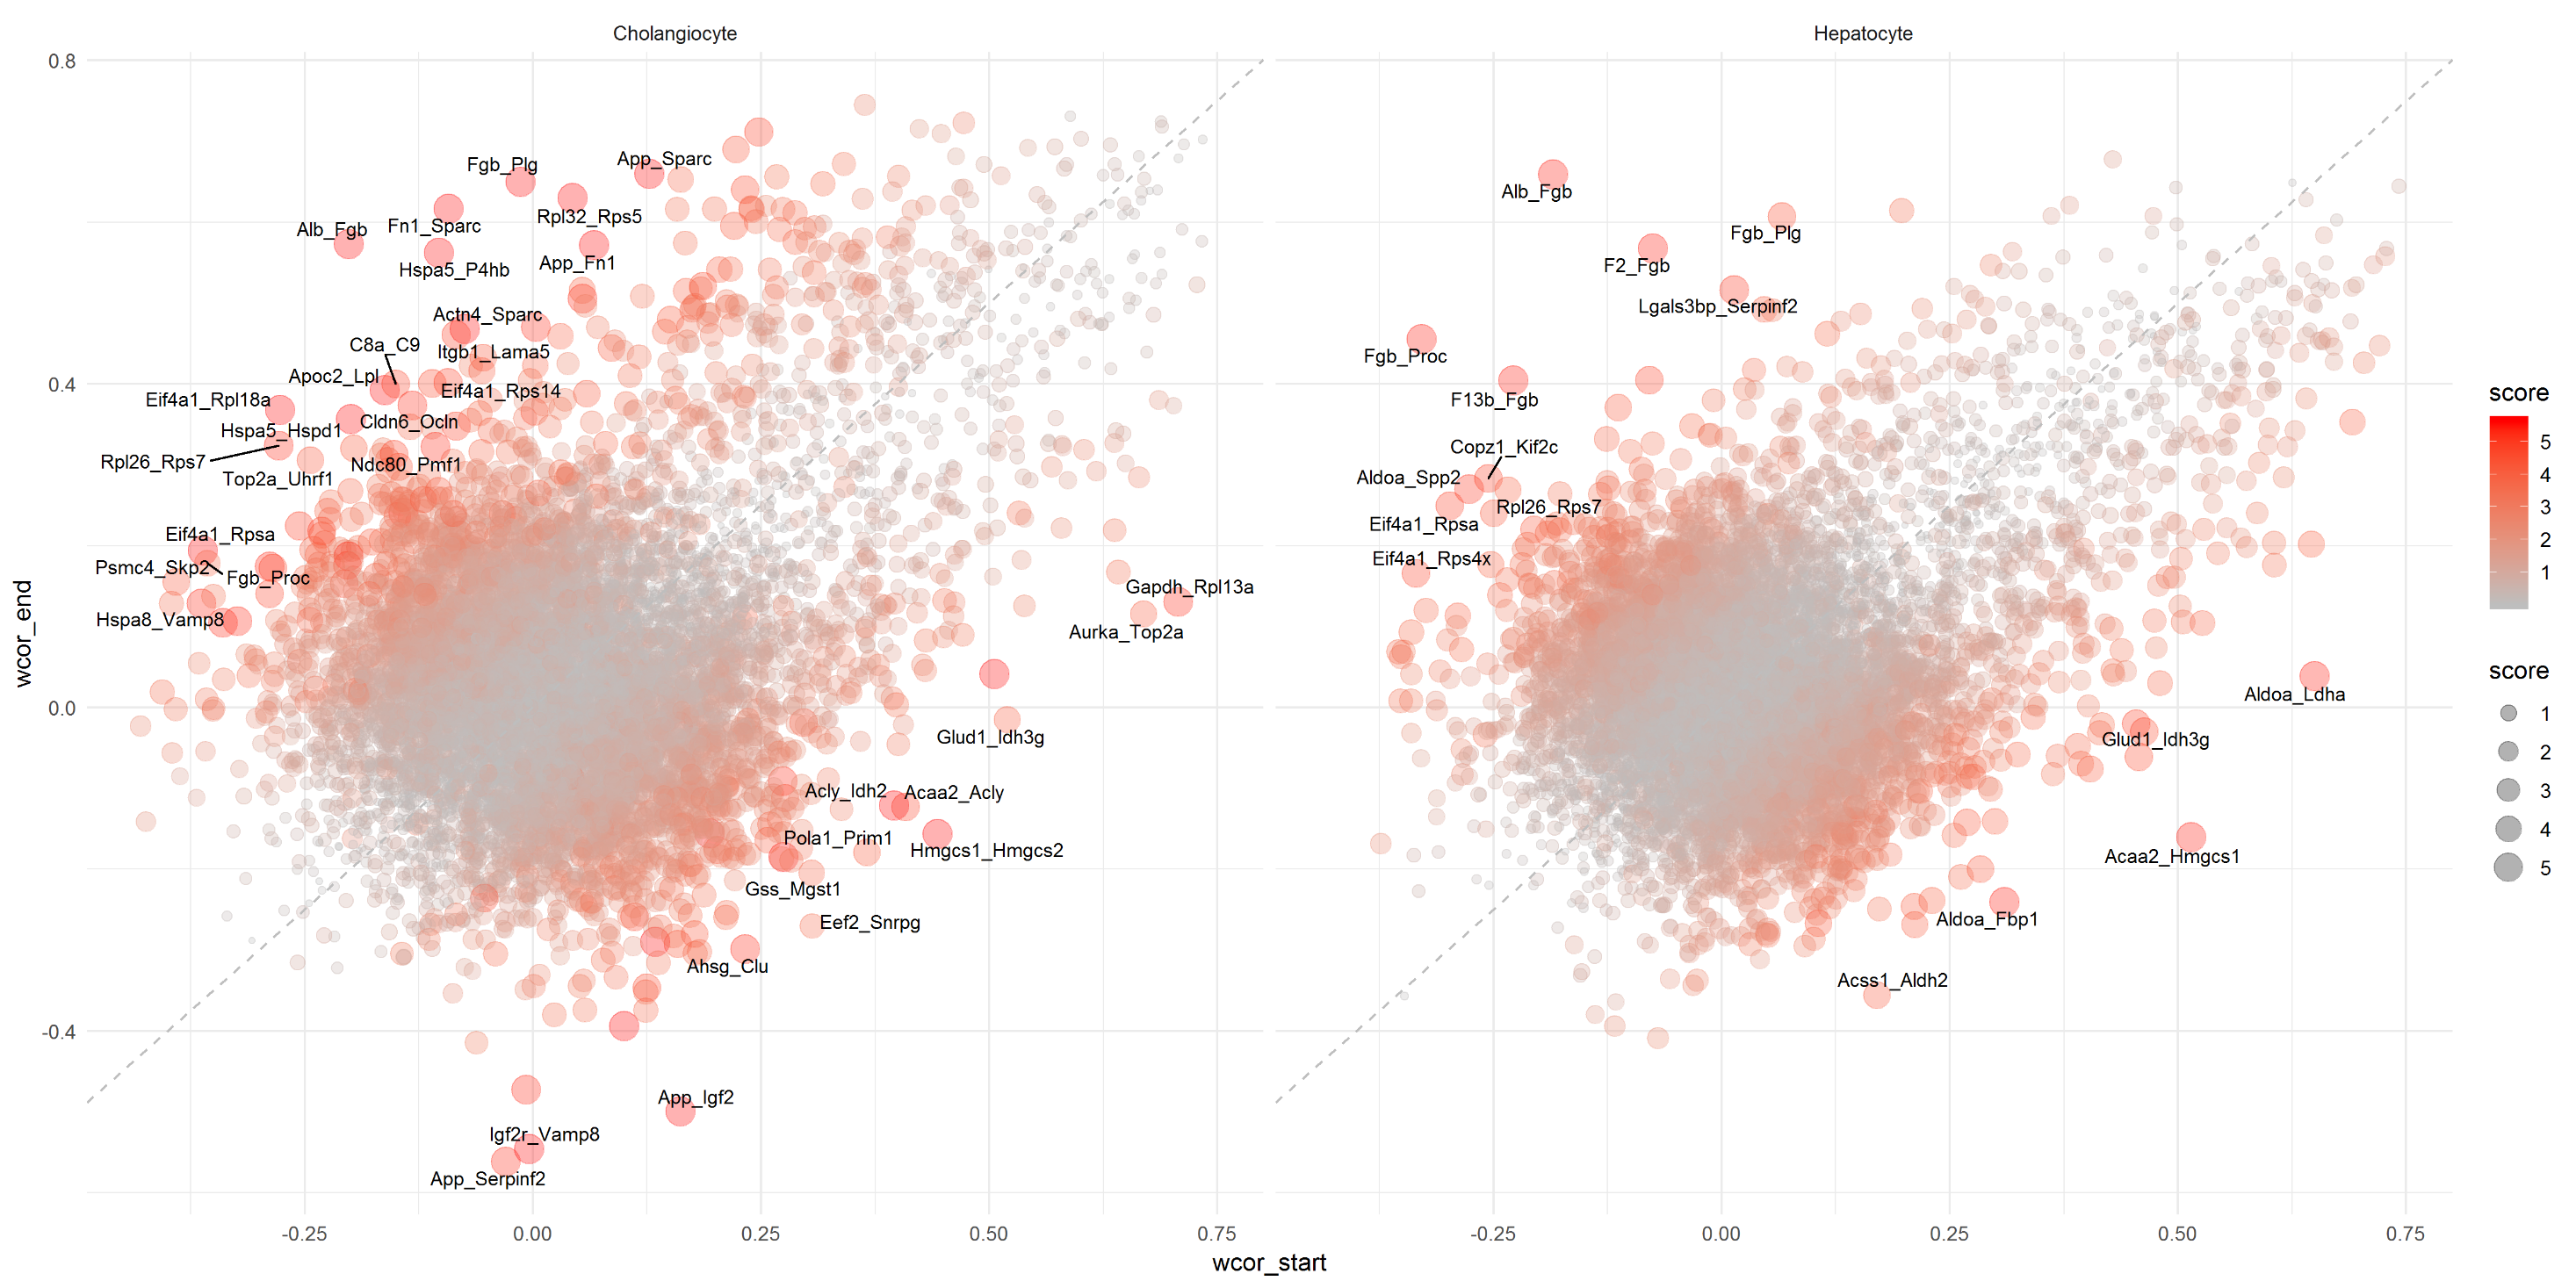 Cholangiocyte
Hepatocyte
0.8
0.4
0.0
-0.4
wcor_end
Fgb_Plg
App_Sparc
Rpl32_Rps5
Alb_Fgb
Fn1_Sparc
Hspa5_P4hb
App_Fn1
Actn4_Sparc
C8a_C9
Itgb1_Lama5
Apoc2_Lpl
Eif4a1_Rps14
Eif4a1_Rpl18a
Cldn6_Ocln
Hspa5_Hspd1
Rpl26_Rps7
Ndc80_Pmf1
Top2a_Uhrf1
Eif4a1_Rpsa
Psmc4_Skp2
Fgb_Proc
Hspa8_Vamp8
Gapdh_Rpl13a
Aurka_Top2a
Glud1_Idh3g
Acly_Idh2
Acaa2_Acly
Pola1_Prim1
Hmgcs1_Hmgcs2
Gss_Mgst1
Eef2_Snrpg
Ahsg_Clu
App_Igf2
Igf2r_Vamp8
App_Serpinf2
Alb_Fgb
Fgb_Plg
F2_Fgb
Lgals3bp_Serpinf2
Fgb_Proc
F13b_Fgb
Copz1_Kif2c
Aldoa_Spp2
Rpl26_Rps7
Eif4a1_Rpsa
Eif4a1_Rps4x
Aldoa_Ldha
Glud1_Idh3g
Acaa2_Hmgcs1
Aldoa_Fbp1
Acss1_Aldh2
-0.25
0.00
0.25
0.50
0.75
-0.25
0.00
0.25
0.50
0.75
wcor_start
score
5
4
3
2
1
score
1
2
3
4
5